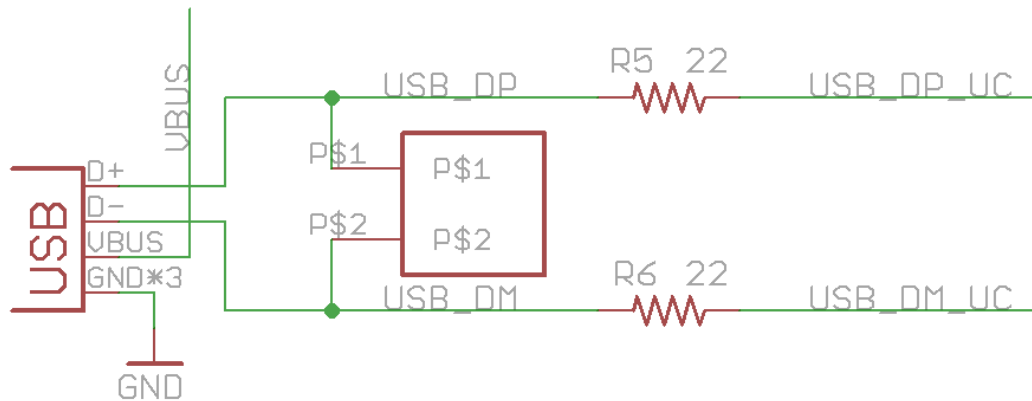 R5 22
USB_DP
USB_DP_UC
VBUS
P$1
P$1
D+
D-
USB
P$2
P$2
VBUS
GND*3
R6 22
USB_DM
USB_DM_UC
GND